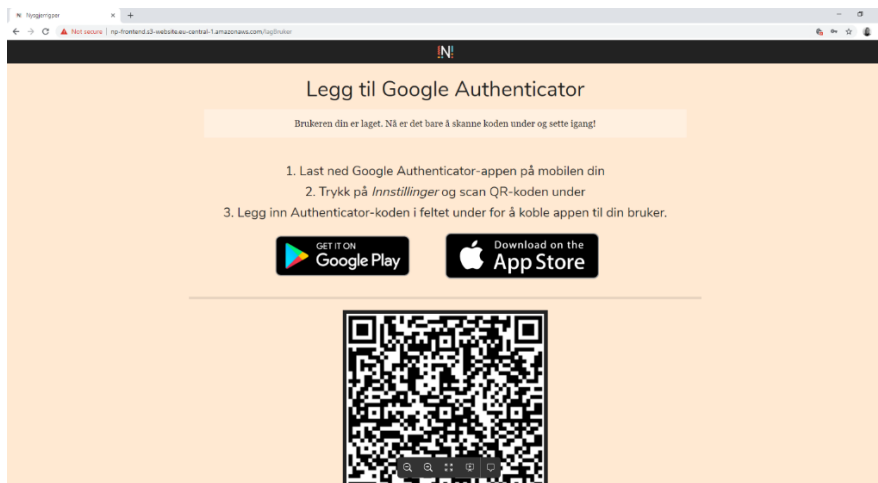 Nysgjerrigper
Not secure | np-frontend.s3-website.eu-central-1.amazonaws.com/lagBruker
!N!
Legg til Google Authenticator
Brukeren din er laget. Nå er det bare å skanne koden under og sette igang!
1. Last ned Google Authenticator-appen på mobilen din
2. Trykk på Innstillinger og scan QR-koden under
3. Legg inn Authenticator-koden i feltet under for å koble appen til din bruker.
GET IT ON
Google Play
Download on the
App Store